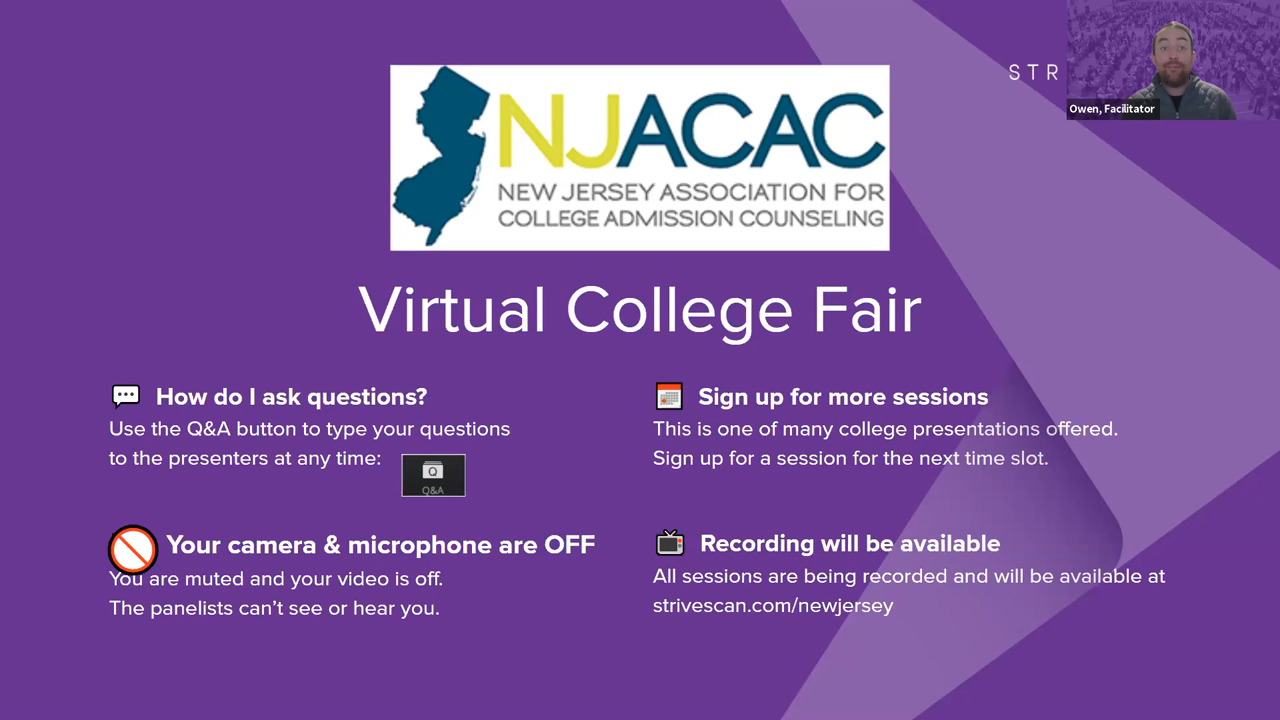 STR
Owen, Facilitator
NJACAC
NEW JERSEY ASSOCIATION FOR
COLLEGE ADMISSION COUNSELING
Virtual College Fair
How do I ask questions?
Use the Q&A button to type your questions
to the presenters at any time:
Q
Q&A
Your camera & microphone are OFF
You are muted and your video is off.
The panelists can’t see or hear you.
Sign up for more sessions
This is one of many college presentations offered.
Sign up for a session for the next time slot.
Recording will be available
All sessions are being recorded and will be available at
strivescan.com/newjersey